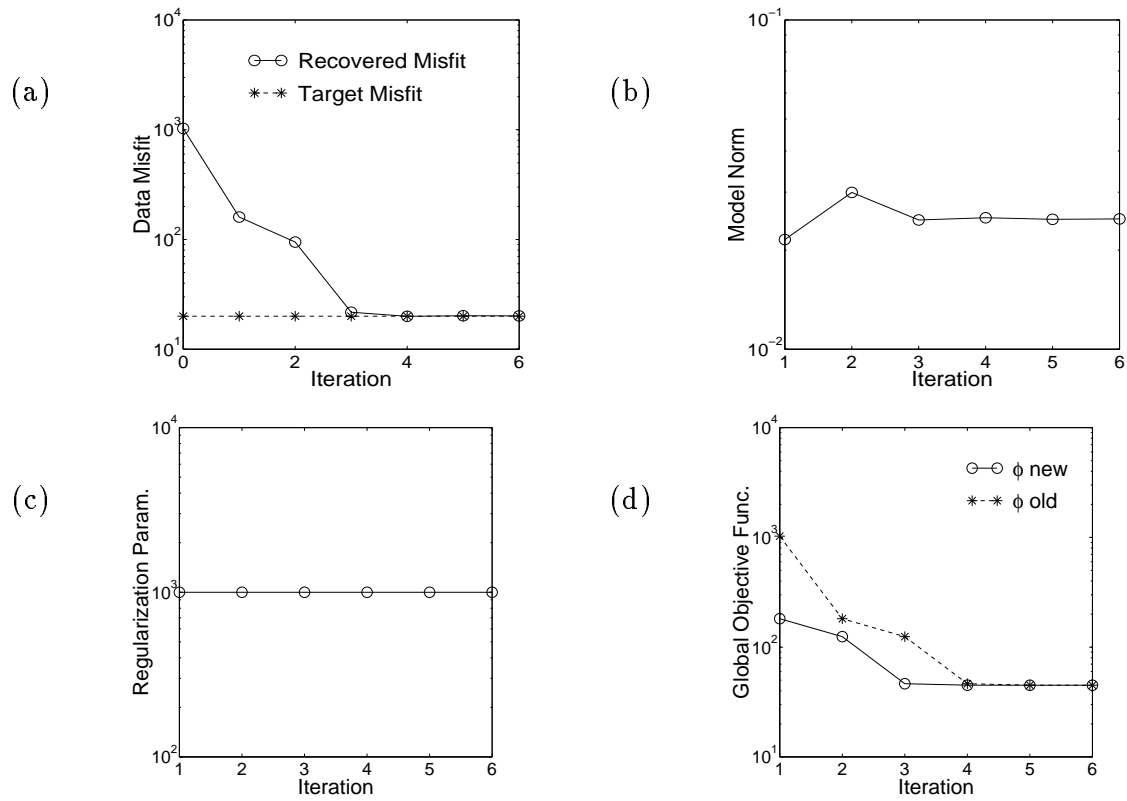 (a)
10^4
10^3
10^2
10^1
Data Misfit
Recovered Misfit
Target Misfit
0 2 4 6
Iteration
(b)
10^-1
10^-2
Model Norm
1 2 3 4 5 6
Iteration
(c)
10^4
10^3
10^2
Regularization Param.
1 2 3 4 5 6
Iteration
(d)
10^4
10^3
10^2
10^1
Global Objective Func.
ϕ new
ϕ old
1 2 3 4 5 6
Iteration